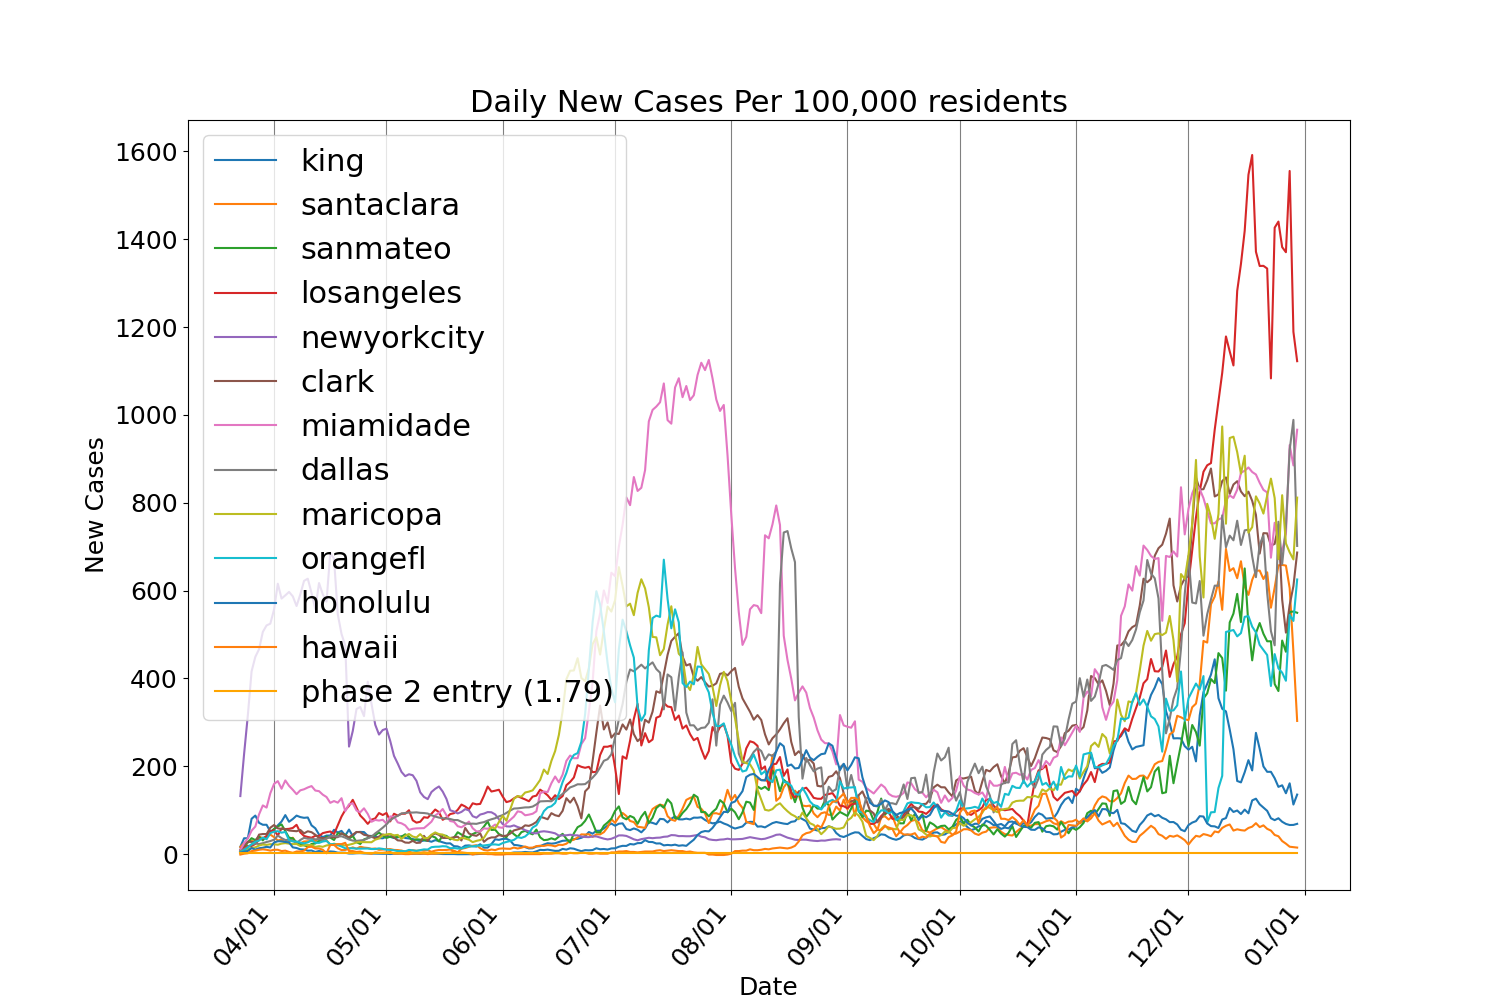 Daily New Cases Per 100,000 residents
1600
1400
1200
1000
800
600
400
200
0
New Cases
king
santaclara
sanmateo
losangeles
newyorkcity
clark
miamidade
dallas
maricopa
orangefl
honolulu
hawaii
phase 2 entry (1.79)
04/01
05/01
06/01
07/01
08/01
09/01
10/01
11/01
12/01
01/01
Date